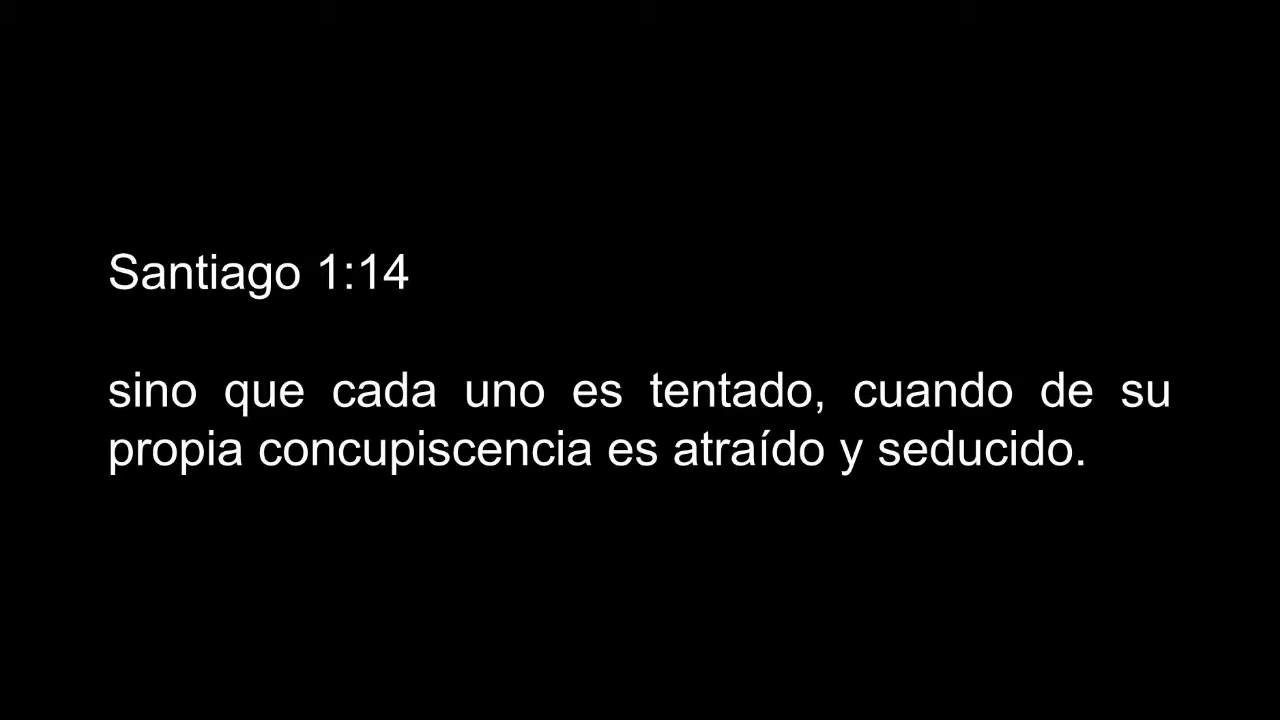 Santiago 1:14
sino que cada uno es tentado, cuando de su
propia concupiscencia es atraído y seducido.